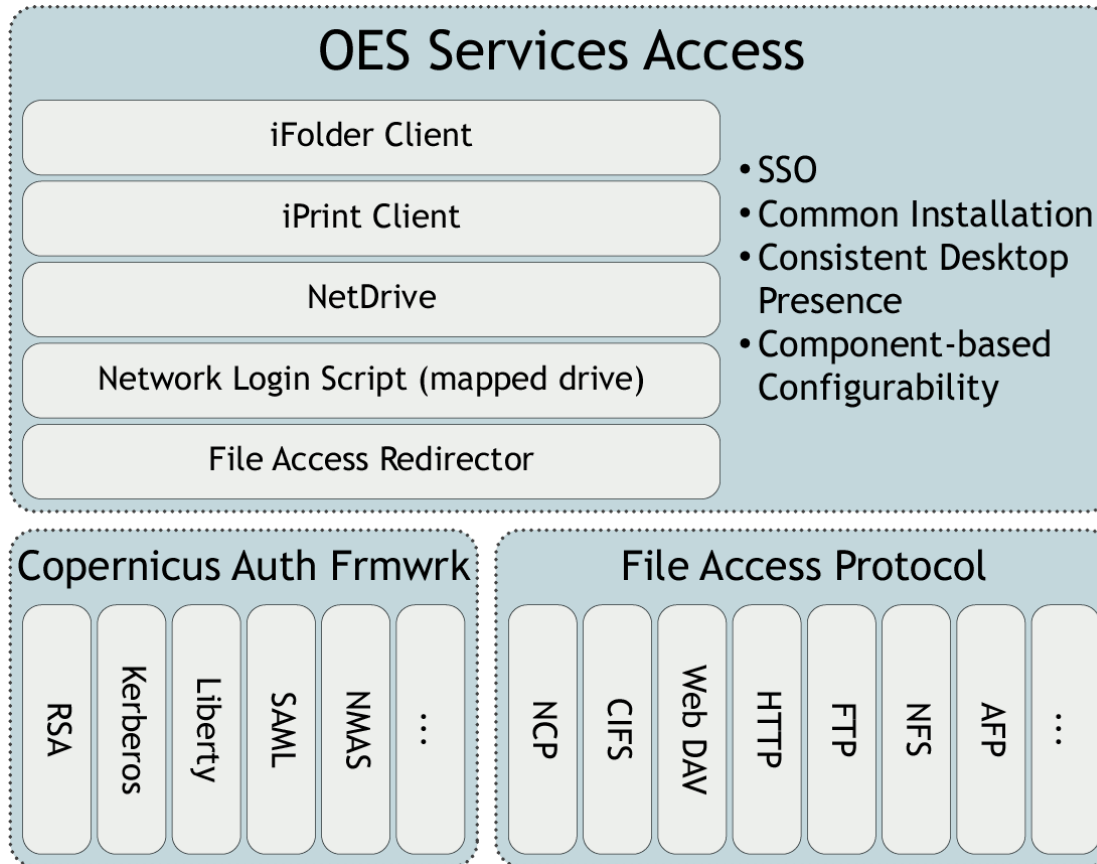 OES Services Access
iFolder Client
iPrint Client
NetDrive
Network Login Script (mapped drive)
File Access Redirector
• SSO
• Common Installation
• Consistent Desktop
Presence
• Component-based
Configurability
Copernicus Auth Frmwrk
RSA
Kerberos
Liberty
SAML
NMAS
...
File Access Protocol
NCP
CIFS
Web DAV
HTTP
FTP
NFS
AFP
...